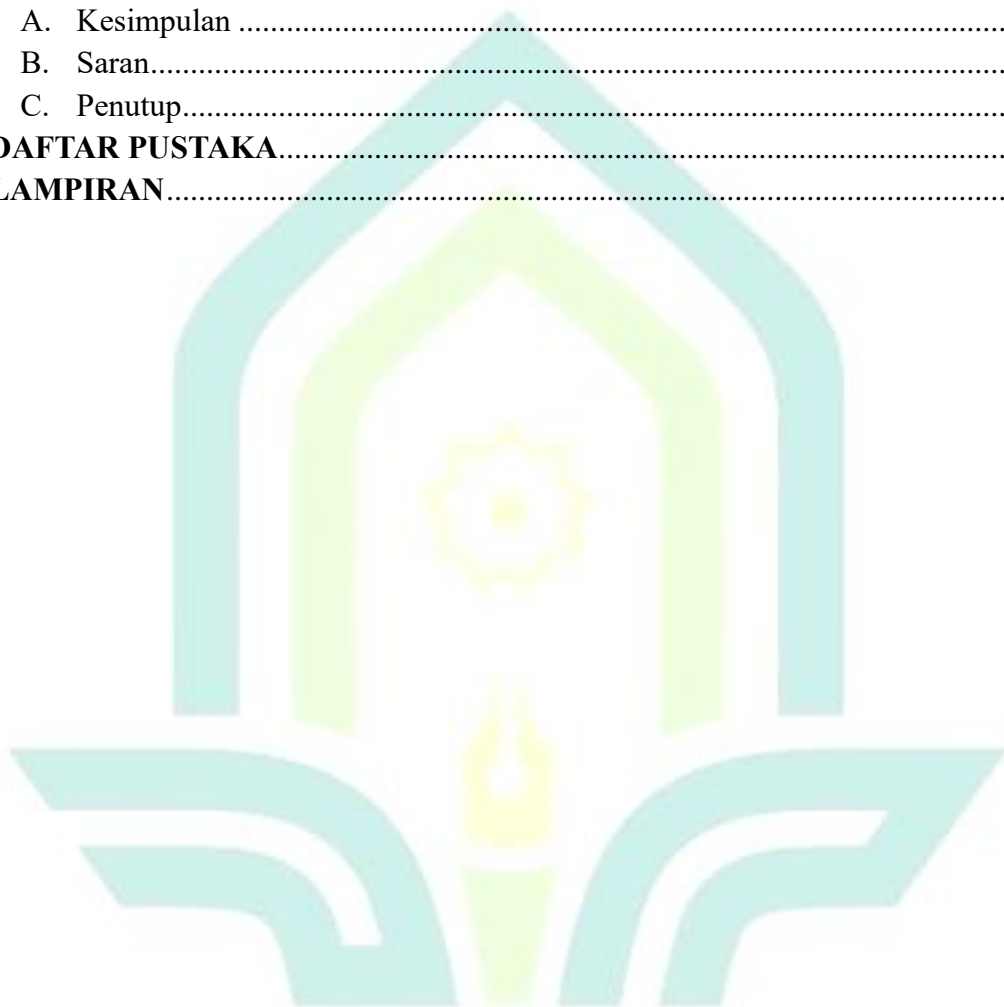 A. Kesimpulan ........................................................................................................
B. Saran....................................................................................................................
C. Penutup................................................................................................................
DAFTAR PUSTAKA....................................................................................................
LAMPIRAN..................................................................................................................